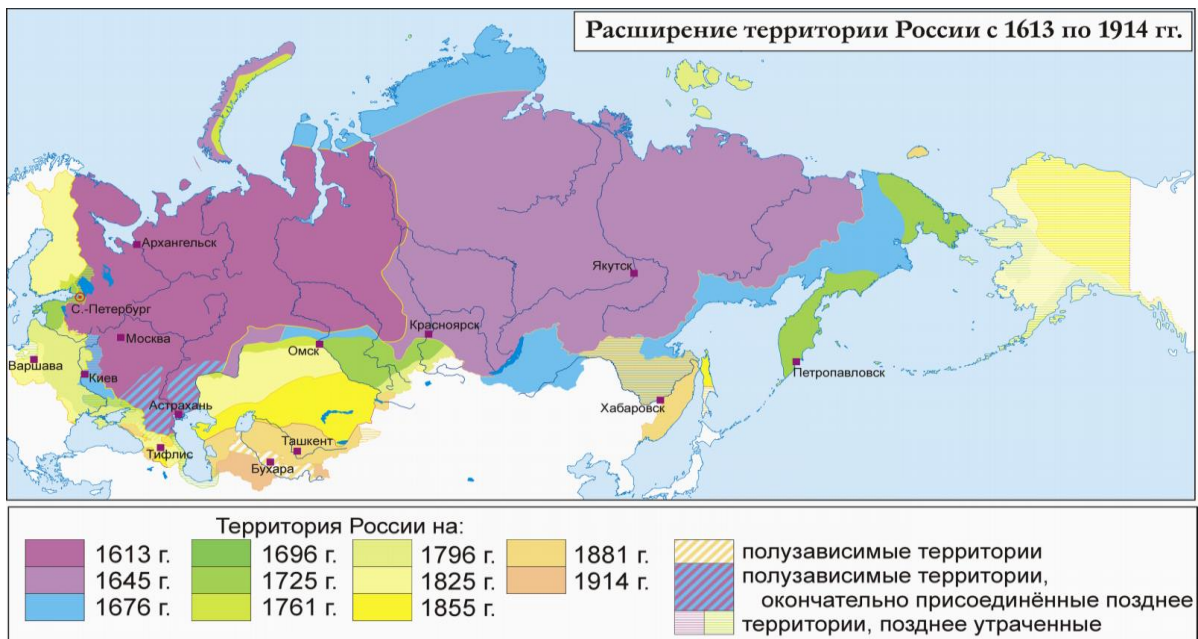 Расширение территории России с 1613 по 1914 гг.
Архангельск
Якутск
С.-Петербург
Москва
Красноярск
Омск
Варшава
Киев
Петропавловск
Астрахань
Хабаровск
Тифлис
Ташкент
Бухара
Территория России на:
1613 г.
1645 г.
1676 г.
1696 г.
1725 г.
1761 г.
1796 г.
1825 г.
1855 г.
1881 г.
1914 г.
полузависимые территории
полузависимые территории,
окончательно присоединённые позднее
территории, позднее утраченные